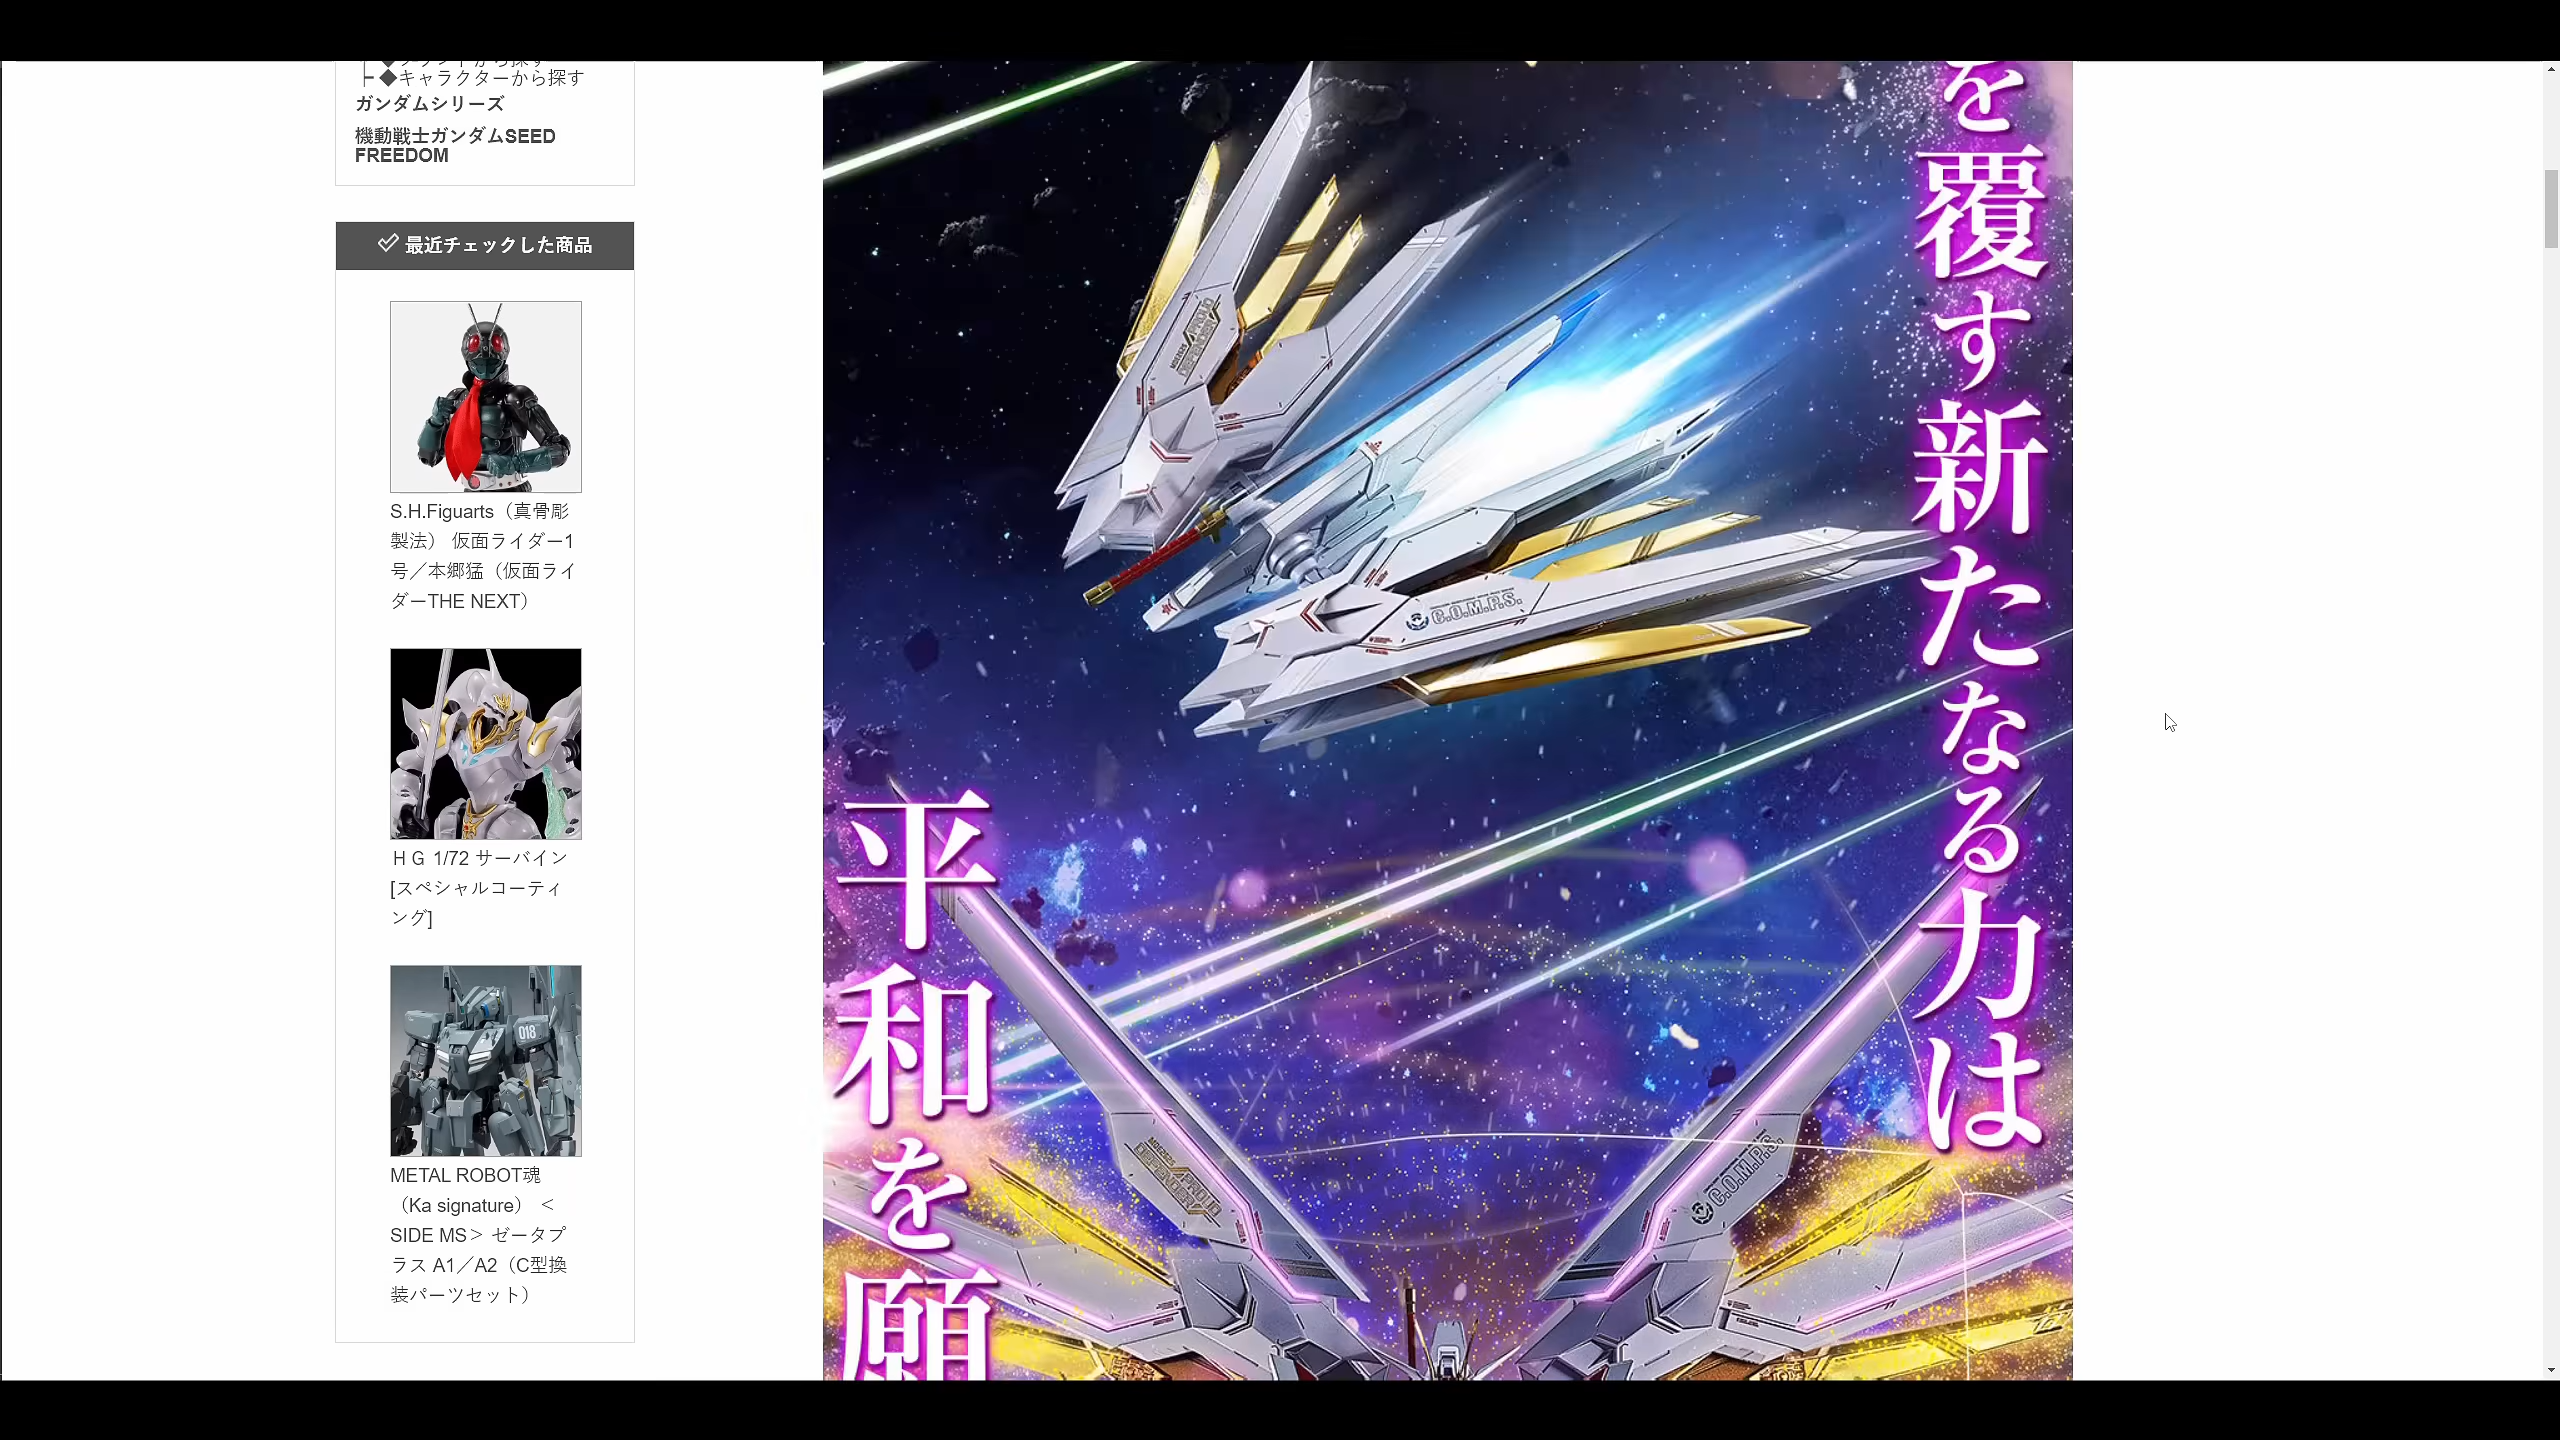 ┣ ◆キャラクターから探す
ガンダムシリーズ
機動戦士ガンダムSEED
FREEDOM
最近チェックした商品
S.H.Figuarts（真骨彫
製法） 仮面ライダー1
号／本郷猛（仮面ライ
ダーTHE NEXT）
ＨＧ 1/72 サーバイン
[スペシャルコーティ
ング]
018
METAL ROBOT魂
（Ka signature） ＜
SIDE MS＞ ゼータプ
ラス A1／A2（C型換
装パーツセット）
を覆す新たなる力は
平和を願
PROUD
DEFENDER
C.O.M.P.S.
PROUD
DEFENDER
C.O.M.P.S.